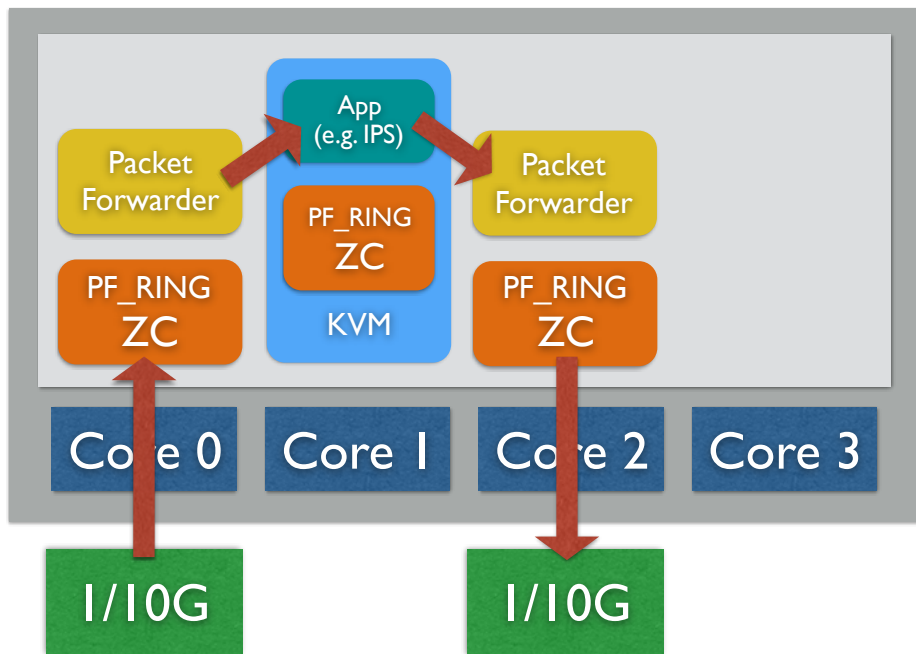 App
(e.g. IPS)
Packet
Forwarder
Packet
Forwarder
PF_RING
ZC
PF_RING
ZC
PF_RING
ZC
KVM
Core 0
Core 1
Core 2
Core 3
1/10G
1/10G